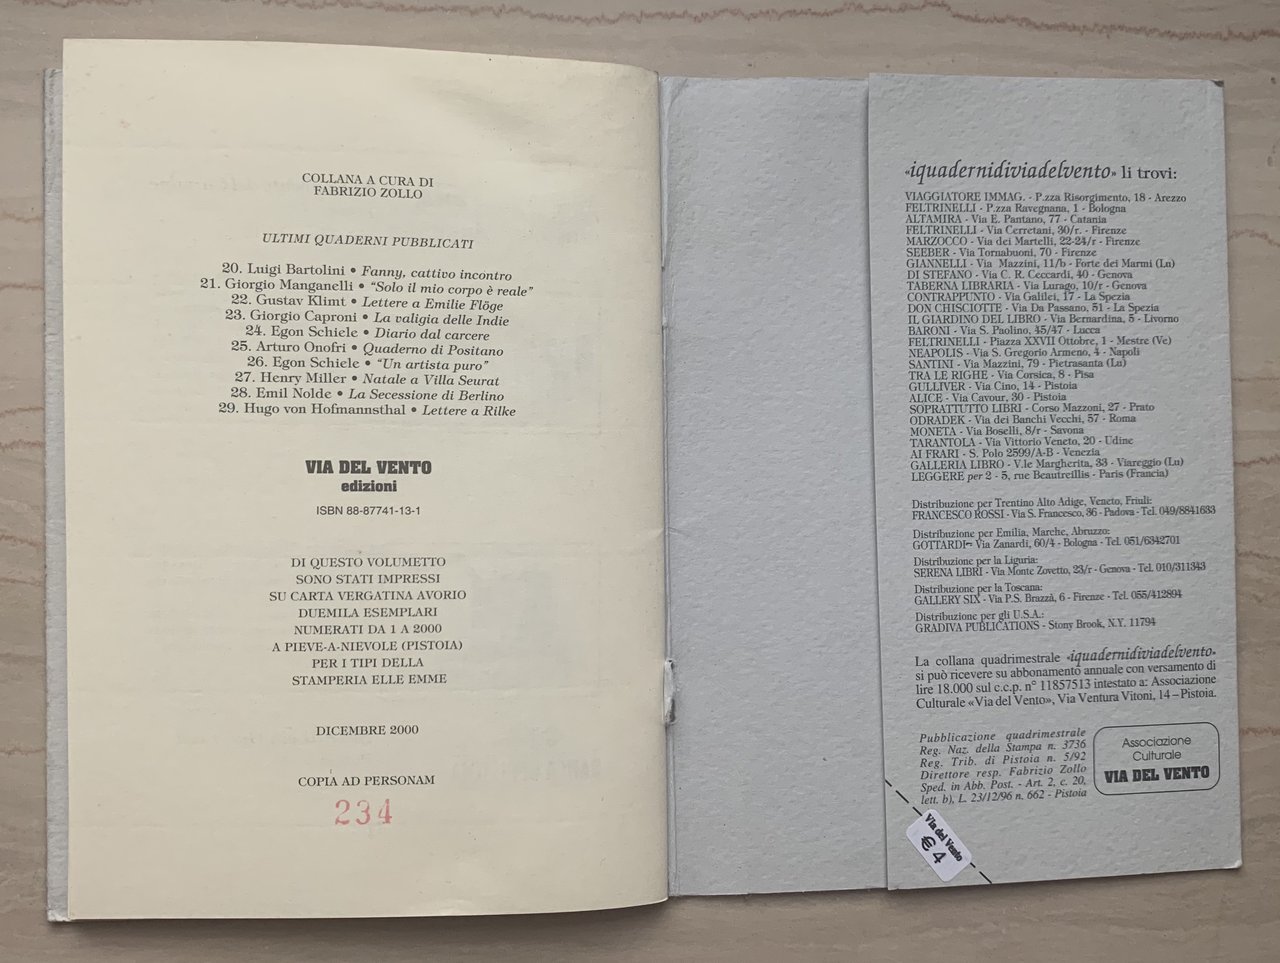 COLLANA A CURA DI
FABRIZIO ZOLLO
ULTIMI QUADERNI PUBBLICATI
20. Luigi Bartolini • Fanny, cattivo incontro
21. Giorgio Manganelli • “Solo il mio corpo è reale”
22. Gustav Klimt • Lettere a Emilie Flöge
23. Giorgio Caproni • La valigia delle Indie
24. Egon Schiele • Diario dal carcere
25. Arturo Onofri • Quaderno di Positano
26. Egon Schiele • “Un artista puro”
27. Henry Miller • Natale a Villa Seurat
28. Emil Nolde • La Secessione di Berlino
29. Hugo von Hofmannsthal • Lettere a Rilke
VIA DEL VENTO
edizioni
ISBN 88-87741-13-1
DI QUESTO VOLUMETTO
SONO STATI IMPRESSI
SU CARTA VERGATINA AVORIO
DUEMILA ESEMPLARI
NUMERATI DA 1 A 2000
A PIEVE-A-NIEVOLE (PISTOIA)
PER I TIPI DELLA
STAMPERIA ELLE EMME
DICEMBRE 2000
COPIA AD PERSONAM
234
«iquadernidiviadelvento» li trovi:
VIAGGIATORE IMMAG. - P.zza Risorgimento, 18 - Arezzo
FELTRINELLI - P.zza Ravegnana, 1 - Bologna
ALTAMIRA - Via E. Pantano, 77 - Catania
FELTRINELLI - Via Cerretani, 30/r. - Firenze
MARZOCCO - Via dei Martelli, 22-24/r - Firenze
SEEBER - Via Tornabuoni, 70 - Firenze
GIANNELLI - Via Mazzini, 11/b - Forte dei Marmi (Lu)
DI STEFANO - Via C. R. Ceccardi, 40 - Genova
TABERNA LIBRARIA - Via Lurago, 10/r - Genova
CONTRAPPUNTO - Via Galilei, 17 - La Spezia
DON CHISCIOTTE - Via Da Passano, 51 - La Spezia
IL GIARDINO DEL LIBRO - Via Bernardina, 5 - Livorno
BARONI - Via S. Paolino, 45/47 - Lucca
FELTRINELLI - Piazza XXVII Ottobre, 1 - Mestre (Ve)
NEAPOLIS - Via S. Gregorio Armeno, 4 - Napoli
SANTINI - Via Mazzini, 79 - Pietrasanta (Lu)
TRA LE RIGHE - Via Corsica, 8 - Pisa
GULLIVER - Via Cino, 14 - Pistoia
ALICE - Via Cavour, 30 - Pistoia
SOPRATTUTTO LIBRI - Corso Mazzoni, 27 - Prato
ODRADEK - Via dei Banchi Vecchi, 57 - Roma
MONETA - Via Boselli, 8/r - Savona
TARANTOLA - Via Vittorio Veneto, 20 - Udine
AI FRARI - S. Polo 2599/A-B - Venezia
GALLERIA LIBRO - V.le Margherita, 33 - Viareggio (Lu)
LEGGERE per 2 - 5, rue Beautreillis - Paris (Francia)
Distribuzione per Trentino Alto Adige, Veneto, Friuli:
FRANCESCO ROSSI - Via S. Francesco, 36 - Padova - Tel. 049/8841633
Distribuzione per Emilia, Marche, Abruzzo:
GOTTARDI - Via Zanardi, 60/4 - Bologna - Tel. 051/6342701
Distribuzione per la Liguria:
SERENA LIBRI - Via Monte Zovetto, 23/r - Genova - Tel. 010/311343
Distribuzione per la Toscana:
GALLERY SIX - Via P.S. Brazzà, 6 - Firenze - Tel. 055/412894
Distribuzione per gli U.S.A.:
GRADIVA PUBLICATIONS - Stony Brook, N.Y. 11794
La collana quadrimestrale «iquadernidiviadelvento»
si può ricevere su abbonamento annuale con versamento di
lire 18.000 sul c.c.p. n° 11857513 intestato a: Associazione
Culturale «Via del Vento», Via Ventura Vitoni, 14 – Pistoia.
Pubblicazione quadrimestrale
Reg. Naz. della Stampa n. 3736
Reg. Trib. di Pistoia n. 5/92
Direttore resp. Fabrizio Zollo
Sped. in Abb. Post. - Art. 2, c. 20,
lett. b), L. 23/12/96 n. 662 - Pistoia
Associazione
Culturale
VIA DEL VENTO
Via del Vento
€ 4